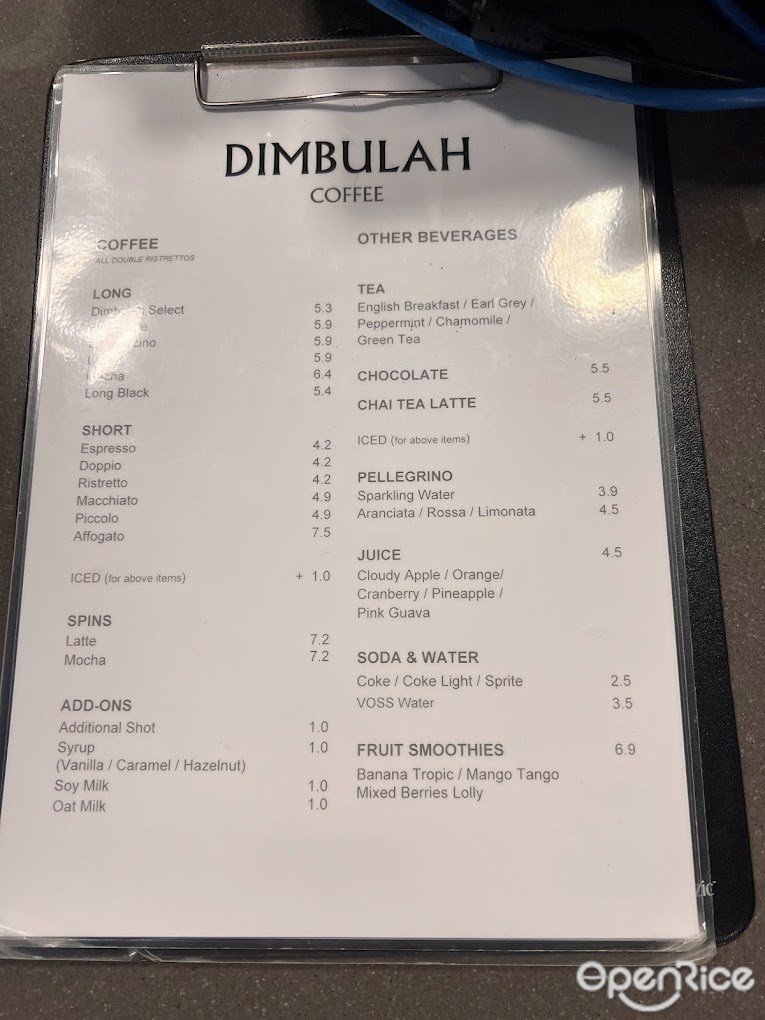 DIMBULAH
COFFEE
COFFEE
ALL DOUBLE RISTRETTOS
LONG
Select 5.3
5.9
5.9
5.9
6.4
Long Black 5.4
SHORT
Espresso 4.2
Doppio 4.2
Ristretto 4.2
Macchiato 4.9
Piccolo 4.9
Affogato 7.5
ICED (for above items) + 1.0
SPINS
Latte 7.2
Mocha 7.2
ADD-ONS
Additional Shot 1.0
Syrup 1.0
(Vanilla / Caramel / Hazelnut)
Soy Milk 1.0
Oat Milk 1.0
OTHER BEVERAGES
TEA
English Breakfast / Earl Grey /
Peppermint / Chamomile /
Green Tea
CHOCOLATE 5.5
CHAI TEA LATTE 5.5
ICED (for above items) + 1.0
PELLEGRINO
Sparkling Water 3.9
Aranciata / Rossa / Limonata 4.5
JUICE 4.5
Cloudy Apple / Orange/
Cranberry / Pineapple /
Pink Guava
SODA & WATER
Coke / Coke Light / Sprite 2.5
VOSS Water 3.5
FRUIT SMOOTHIES 6.9
Banana Tropic / Mango Tango
Mixed Berries Lolly
OpenRice